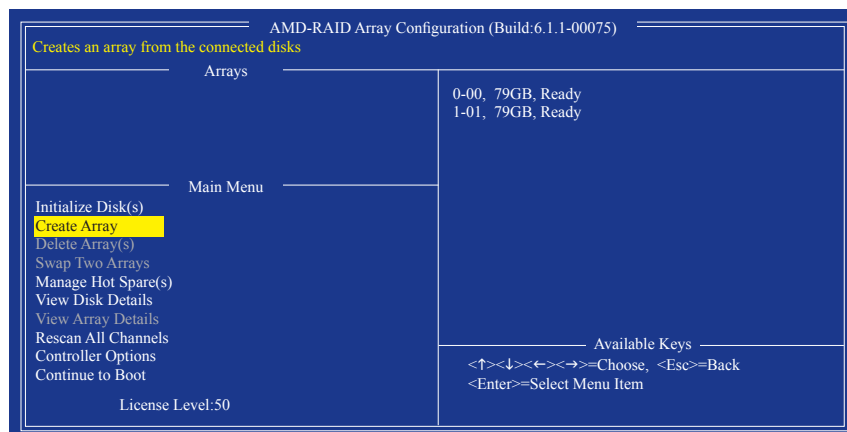 AMD-RAID Array Configuration (Build:6.1.1-00075)
Creates an array from the connected disks
Arrays
0-00, 79GB, Ready
1-01, 79GB, Ready
Main Menu
Initialize Disk(s)
Create Array
Delete Array(s)
Swap Two Arrays
Manage Hot Spare(s)
View Disk Details
View Array Details
Rescan All Channels
Controller Options
Continue to Boot
License Level:50
Available Keys
<↑><↓><←><→>=Choose, <Esc>=Back
<Enter>=Select Menu Item